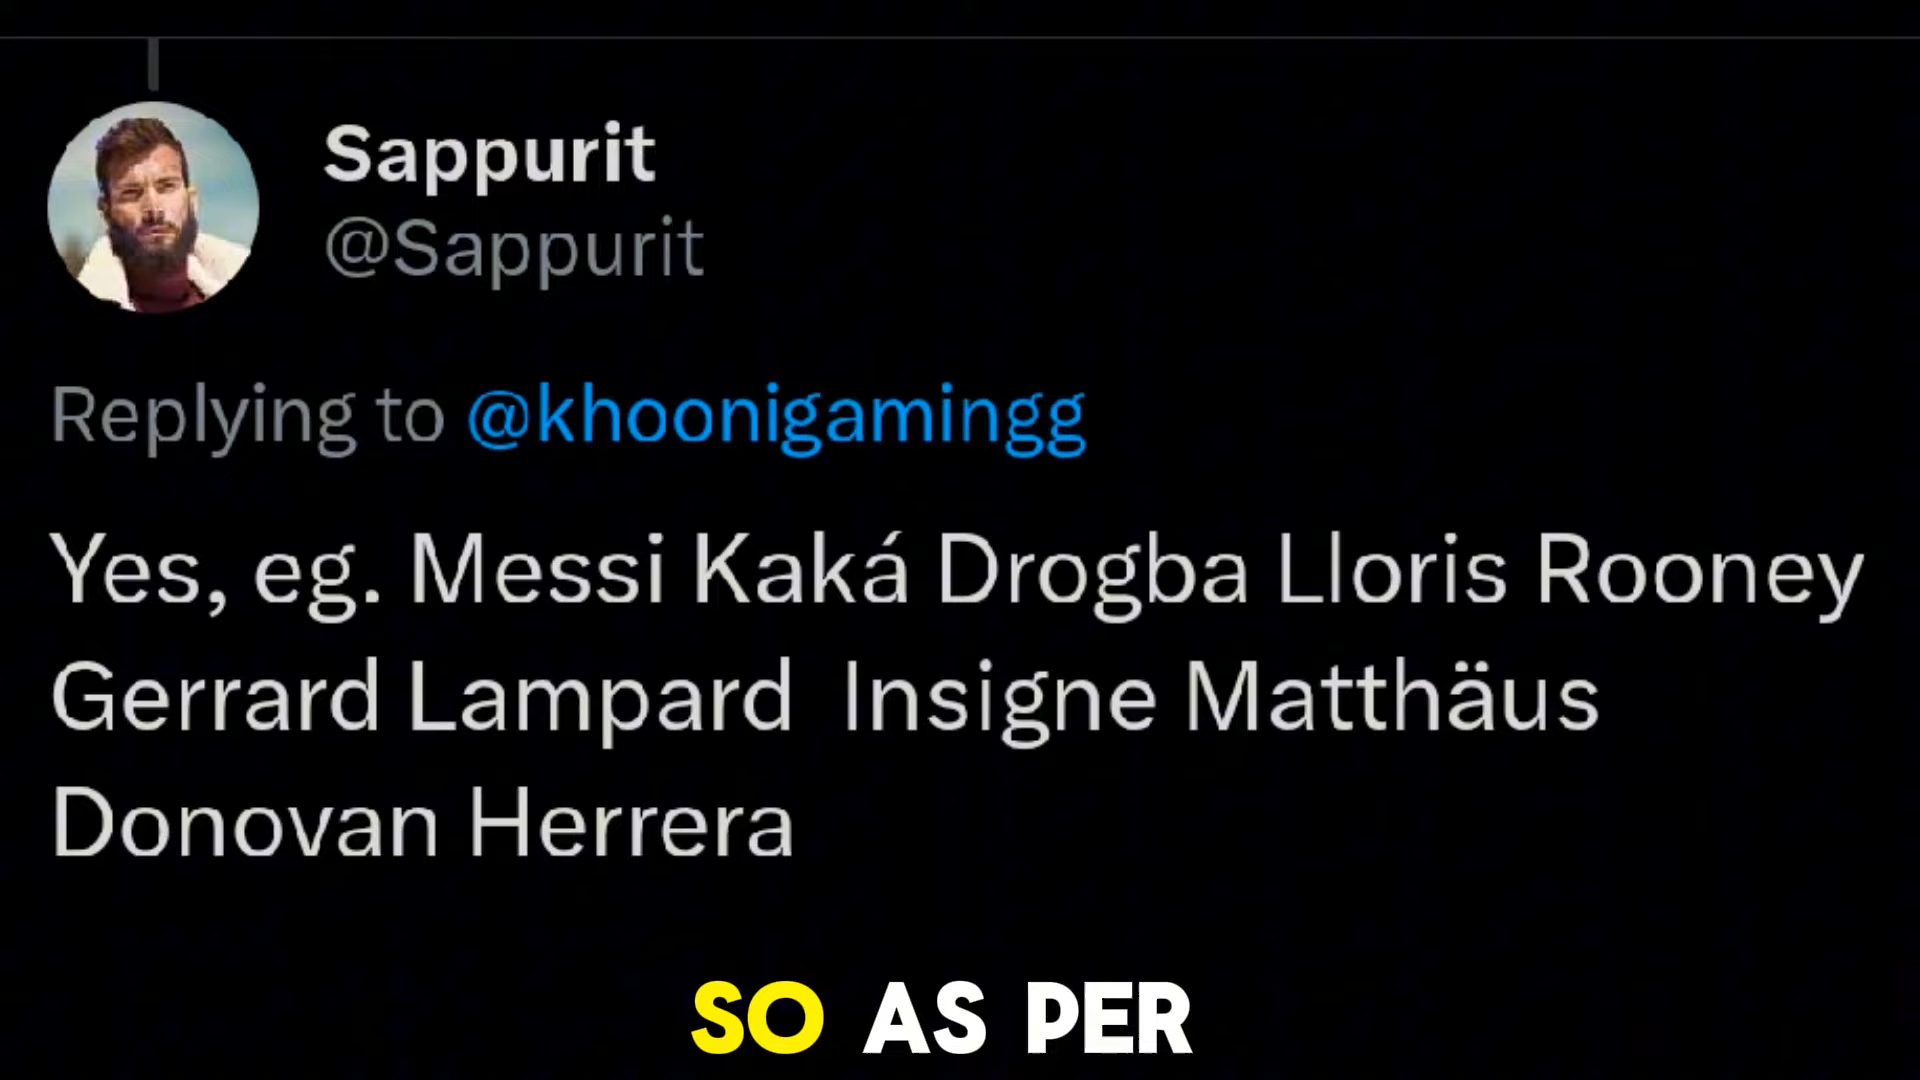 Sappurit
@Sappurit
Replying to @khoonigamingg
Yes, eg. Messi Kaká Drogba Lloris Rooney
Gerrard Lampard  Insigne Matthäus
Donovan Herrera
SO AS PER